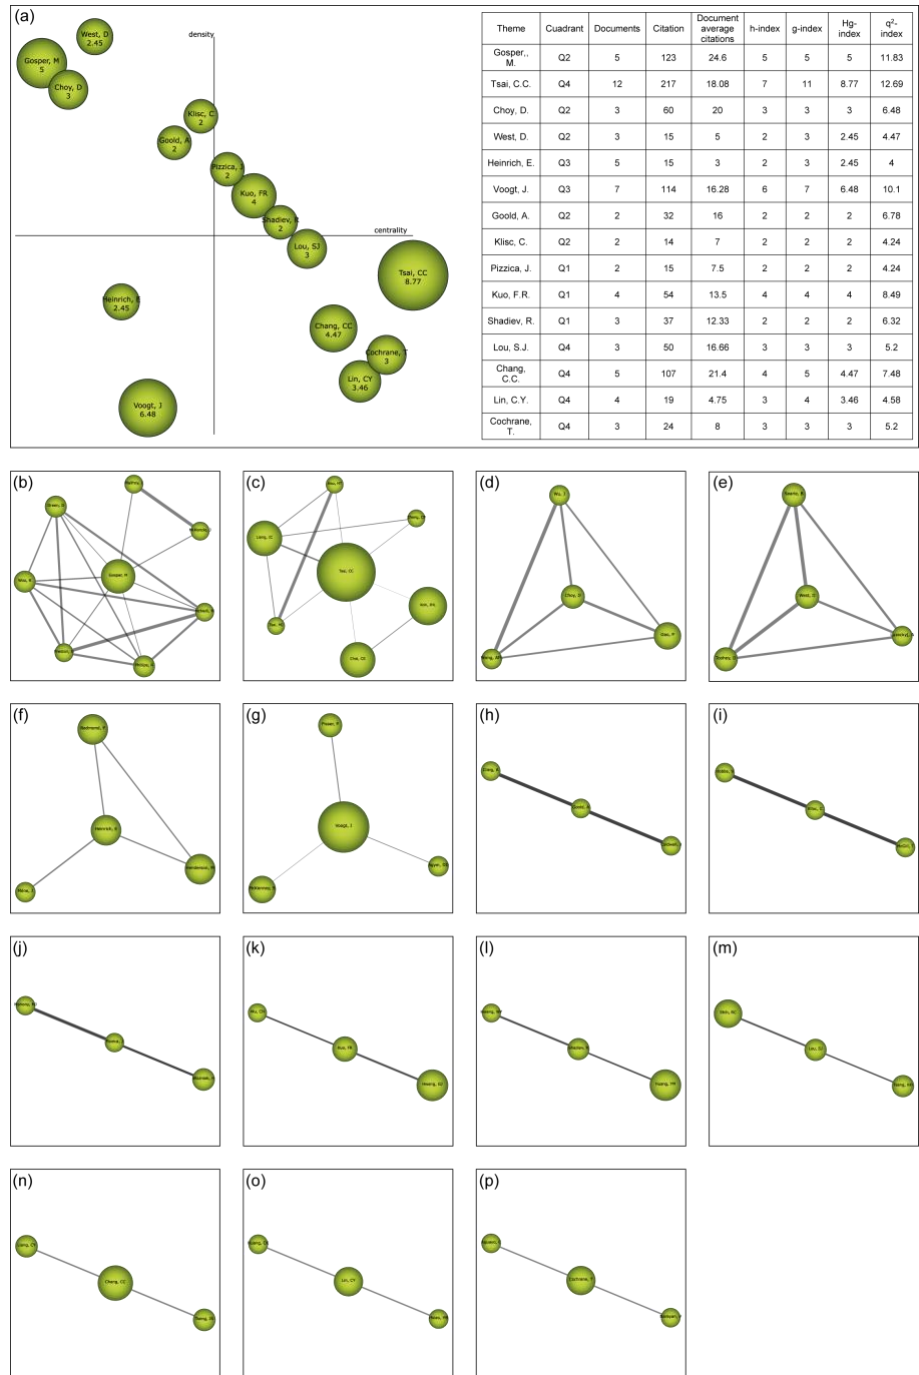 (a)
density
West, D
2.45
Gosper, M
5
Choy, D
3
Klisc, C
2
Goold, A
2
Pizzica, J
2
Kuo, FR
4
Shadiev, R
2
centrality
Lou, SJ
3
Tsai, CC
8.77
Heinrich, E
2.45
Chang, CC
4.47
Cochrane, T
3
Lin, CY
3.46
Voogt, J
6.48
Theme Cuadrant Documents Citation Document average citations h-index g-index Hg-index q²-index
Gosper,, M. Q2 5 123 24.6 5 5 5 11.83
Tsai, C.C. Q4 12 217 18.08 7 11 8.77 12.69
Choy, D. Q2 3 60 20 3 3 3 6.48
West, D. Q2 3 15 5 2 3 2.45 4.47
Heinrich, E. Q3 5 15 3 2 3 2.45 4
Voogt, J. Q3 7 114 16.28 6 7 6.48 10.1
Goold, A. Q2 2 32 16 2 2 2 6.78
Klisc, C. Q2 2 14 7 2 2 2 4.24
Pizzica, J. Q1 2 15 7.5 2 2 2 4.24
Kuo, F.R. Q1 4 54 13.5 4 4 4 8.49
Shadiev, R. Q1 3 37 12.33 2 2 2 6.32
Lou, S.J. Q4 3 50 16.66 3 3 3 5.2
Chang, C.C. Q4 5 107 21.4 4 5 4.47 7.48
Lin, C.Y. Q4 4 19 4.75 3 4 3.46 4.58
Cochrane, T. Q4 3 24 8 3 3 3 5.2
(b)
Gosper, M
(c)
Tsai, CC
(d)
Choy, D
(e)
West, D
(f)
Redmond, P
Heinrich, E
Henderson, M
(g)
Voogt, J
(h)
(i)
(j)
(k)
Kuo, FR
Hwang, GJ
(l)
Huang, YM
(m)
Lou, SJ
(n)
Chang, CC
(o)
Lin, CY
(p)
Cochrane, T